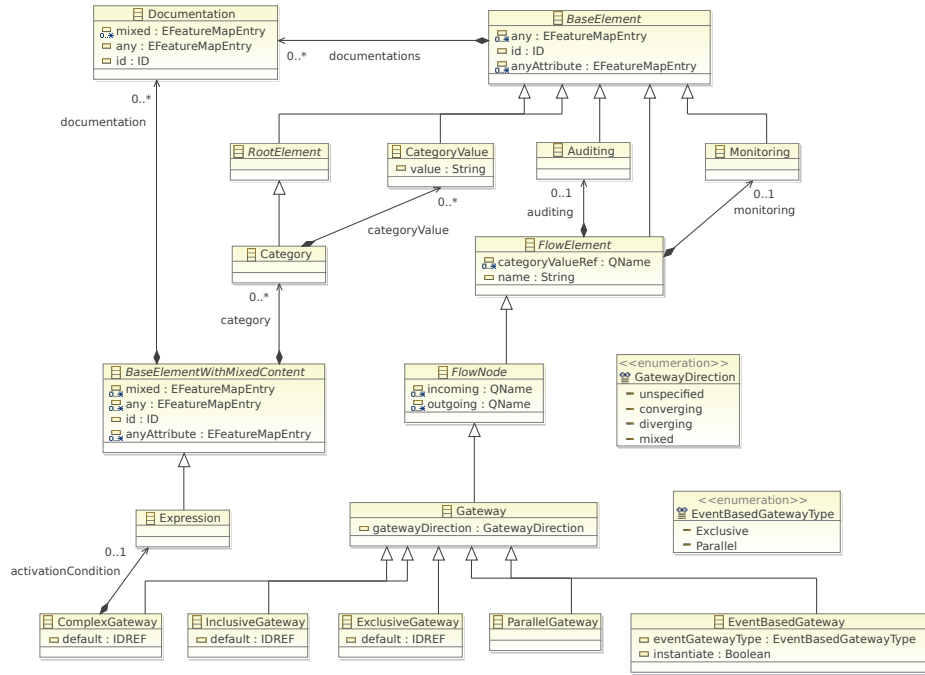 Documentation
mixed : EFeatureMapEntry
any : EFeatureMapEntry
id : ID
BaseElement
any : EFeatureMapEntry
id : ID
anyAttribute : EFeatureMapEntry
0..*
documentations
0..*
documentation
RootElement
CategoryValue
value : String
Auditing
Monitoring
0..*
categoryValue
0..1
auditing
0..1
monitoring
Category
FlowElement
categoryValueRef : QName
name : String
0..*
category
BaseElementWithMixedContent
mixed : EFeatureMapEntry
any : EFeatureMapEntry
id : ID
anyAttribute : EFeatureMapEntry
FlowNode
incoming : QName
outgoing : QName
<<enumeration>>
GatewayDirection
unspecified
converging
diverging
mixed
Expression
Gateway
gatewayDirection : GatewayDirection
<<enumeration>>
EventBasedGatewayType
Exclusive
Parallel
0..1
activationCondition
ComplexGateway
default : IDREF
InclusiveGateway
default : IDREF
ExclusiveGateway
default : IDREF
ParallelGateway
EventBasedGateway
eventGatewayType : EventBasedGatewayType
instantiate : Boolean